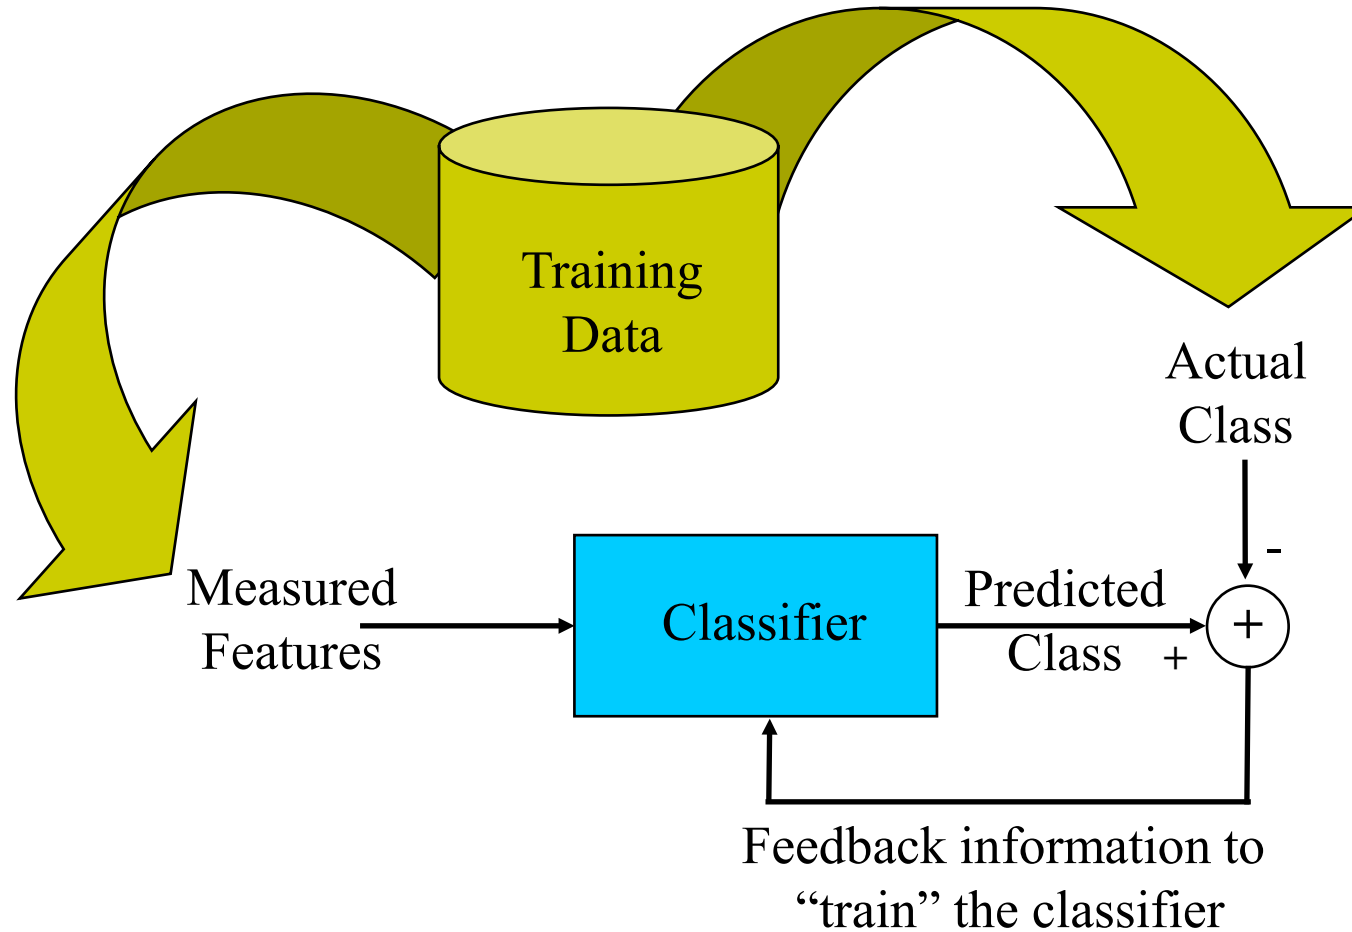 Training
Data
Actual
Class
-
Measured
Features
Classifier
Predicted
Class +
+
Feedback information to
“train” the classifier